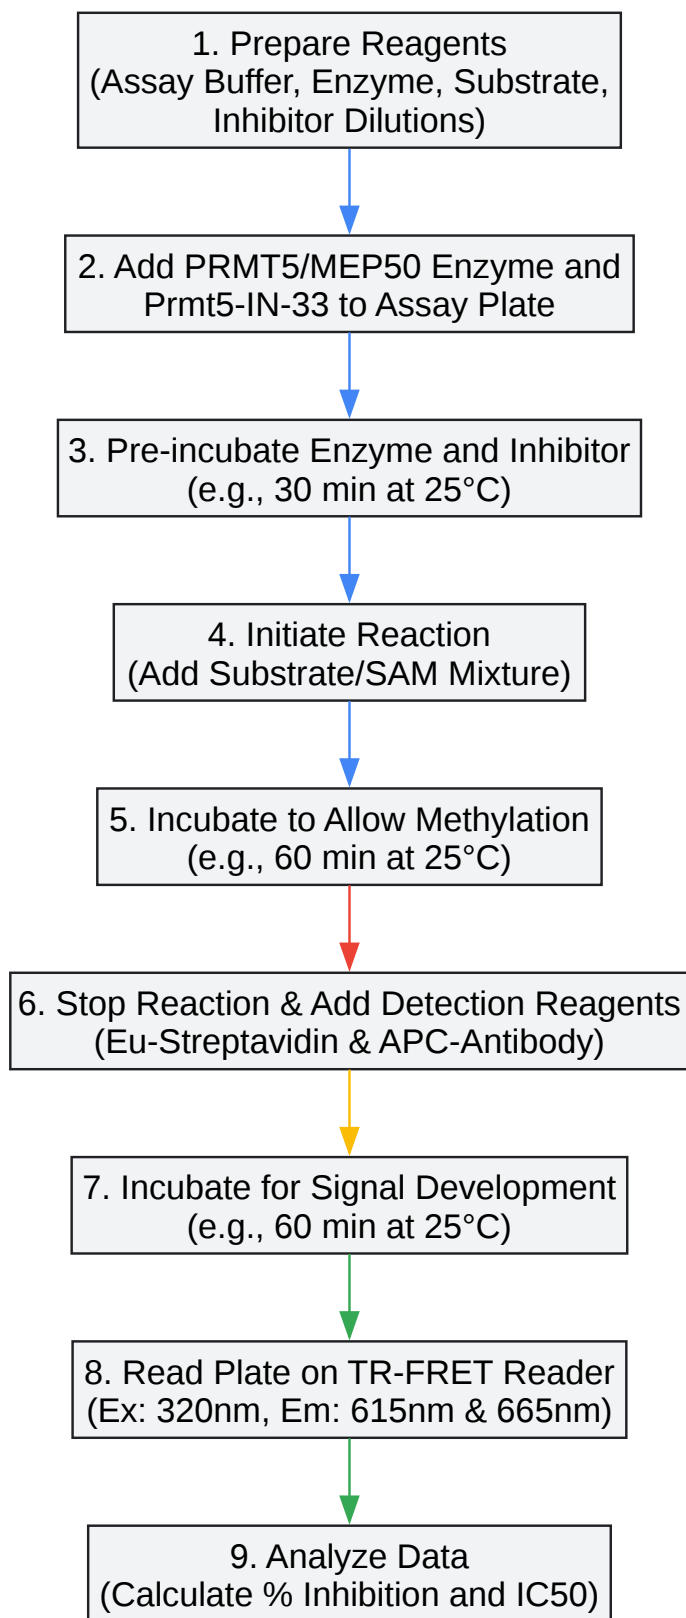 1. Prepare Reagents
(Assay Buffer, Enzyme, Substrate,
Inhibitor Dilutions)
2. Add PRMT5/MEP50 Enzyme and
Prmt5-IN-33 to Assay Plate
3. Pre-incubate Enzyme and Inhibitor
(e.g., 30 min at 25°C)
4. Initiate Reaction
(Add Substrate/SAM Mixture)
5. Incubate to Allow Methylation
(e.g., 60 min at 25°C)
6. Stop Reaction & Add Detection Reagents
(Eu-Streptavidin & APC-Antibody)
7. Incubate for Signal Development
(e.g., 60 min at 25°C)
8. Read Plate on TR-FRET Reader
(Ex: 320nm, Em: 615nm & 665nm)
9. Analyze Data
(Calculate % Inhibition and IC50)